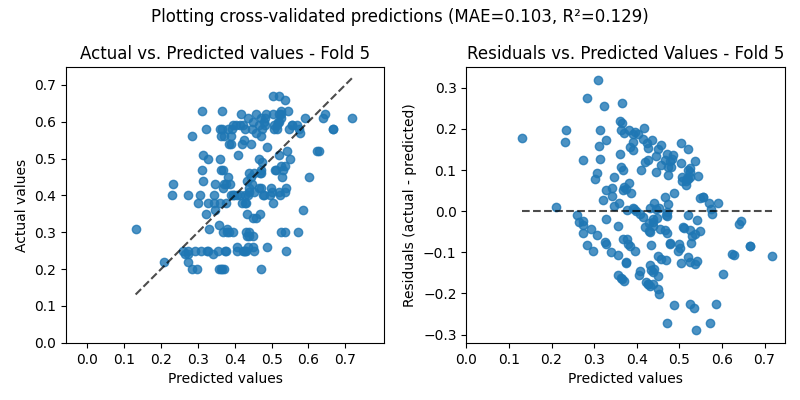 Plotting cross-validated predictions (MAE=0.103, R²=0.129)
Actual vs. Predicted values - Fold 5
Actual values
0.7
0.6
0.5
0.4
0.3
0.2
0.1
0.0
0.0 0.1 0.2 0.3 0.4 0.5 0.6 0.7
Predicted values
Residuals vs. Predicted Values - Fold 5
Residuals (actual - predicted)
0.3
0.2
0.1
0.0
−0.1
−0.2
−0.3
0.0 0.1 0.2 0.3 0.4 0.5 0.6 0.7
Predicted values